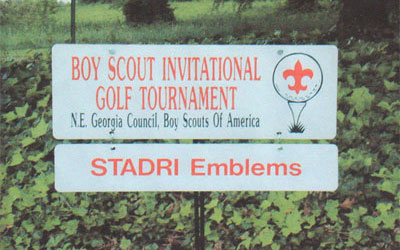 BOY SCOUT INVITATIONAL
GOLF TOURNAMENT
N.E. Georgia Council, Boy Scouts Of America
STADRI Emblems